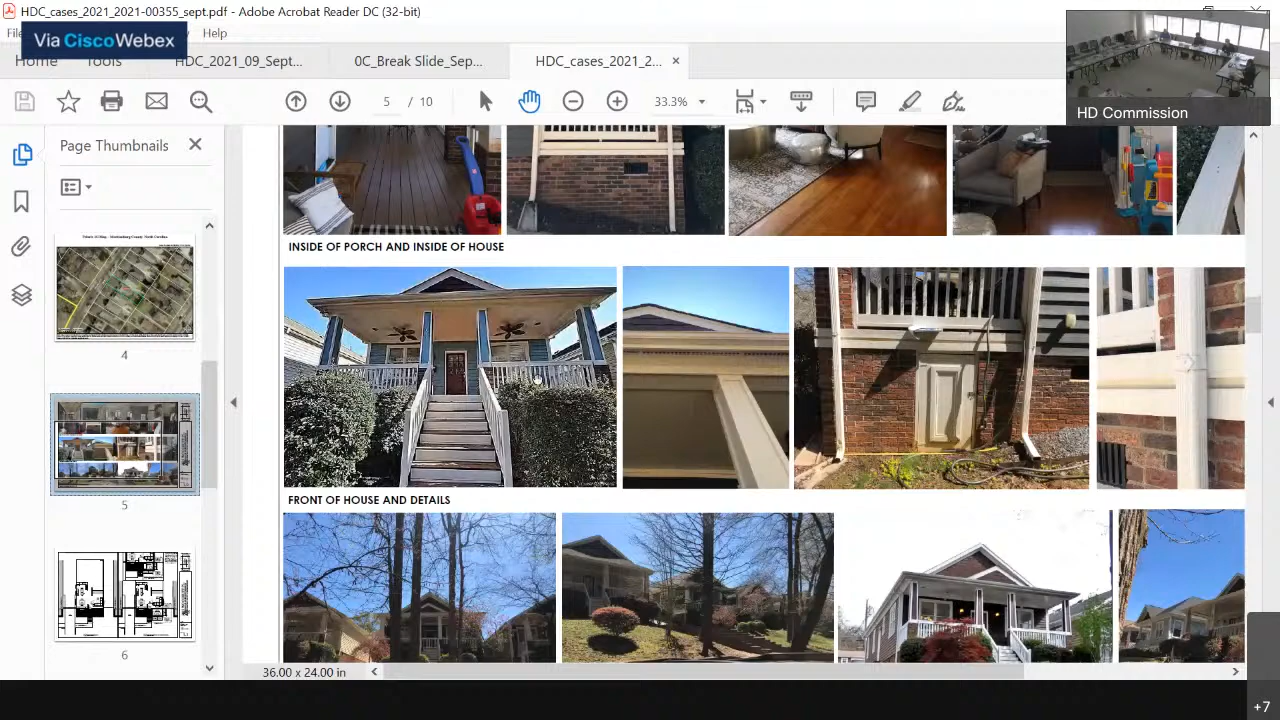 HDC_cases_2021_2021-00355_sept.pdf - Adobe Acrobat Reader DC (32-bit)
Via Cisco Webex
Help
Home
Tools
HDC_2021_09_Sept...
0C_Break Slide_Sep...
HDC_cases_2021_2...
5 / 10
33.3%
HD Commission
Page Thumbnails
4
5
6
INSIDE OF PORCH AND INSIDE OF HOUSE
FRONT OF HOUSE AND DETAILS
36.00 x 24.00 in
+7